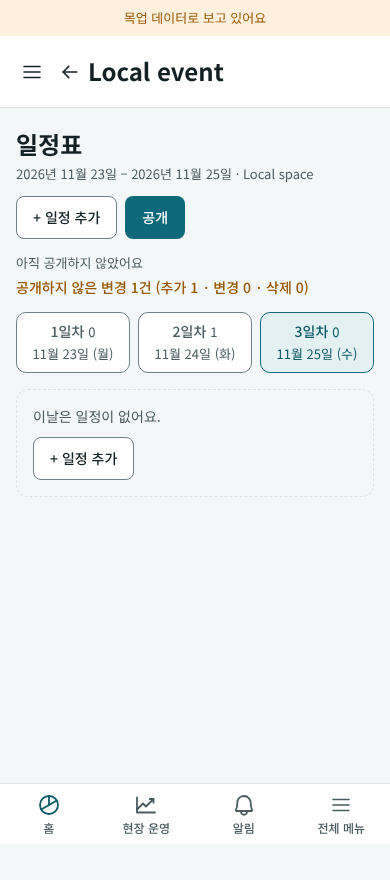 목업 데이터로 보고 있어요
Local event
일정표
2026년 11월 23일 – 2026년 11월 25일 · Local space
+ 일정 추가
공개
아직 공개하지 않았어요
공개하지 않은 변경 1건 (추가 1 · 변경 0 · 삭제 0)
1일차 0
11월 23일 (월)
2일차 1
11월 24일 (화)
3일차 0
11월 25일 (수)
이날은 일정이 없어요.
+ 일정 추가
홈
현장 운영
알림
전체 메뉴